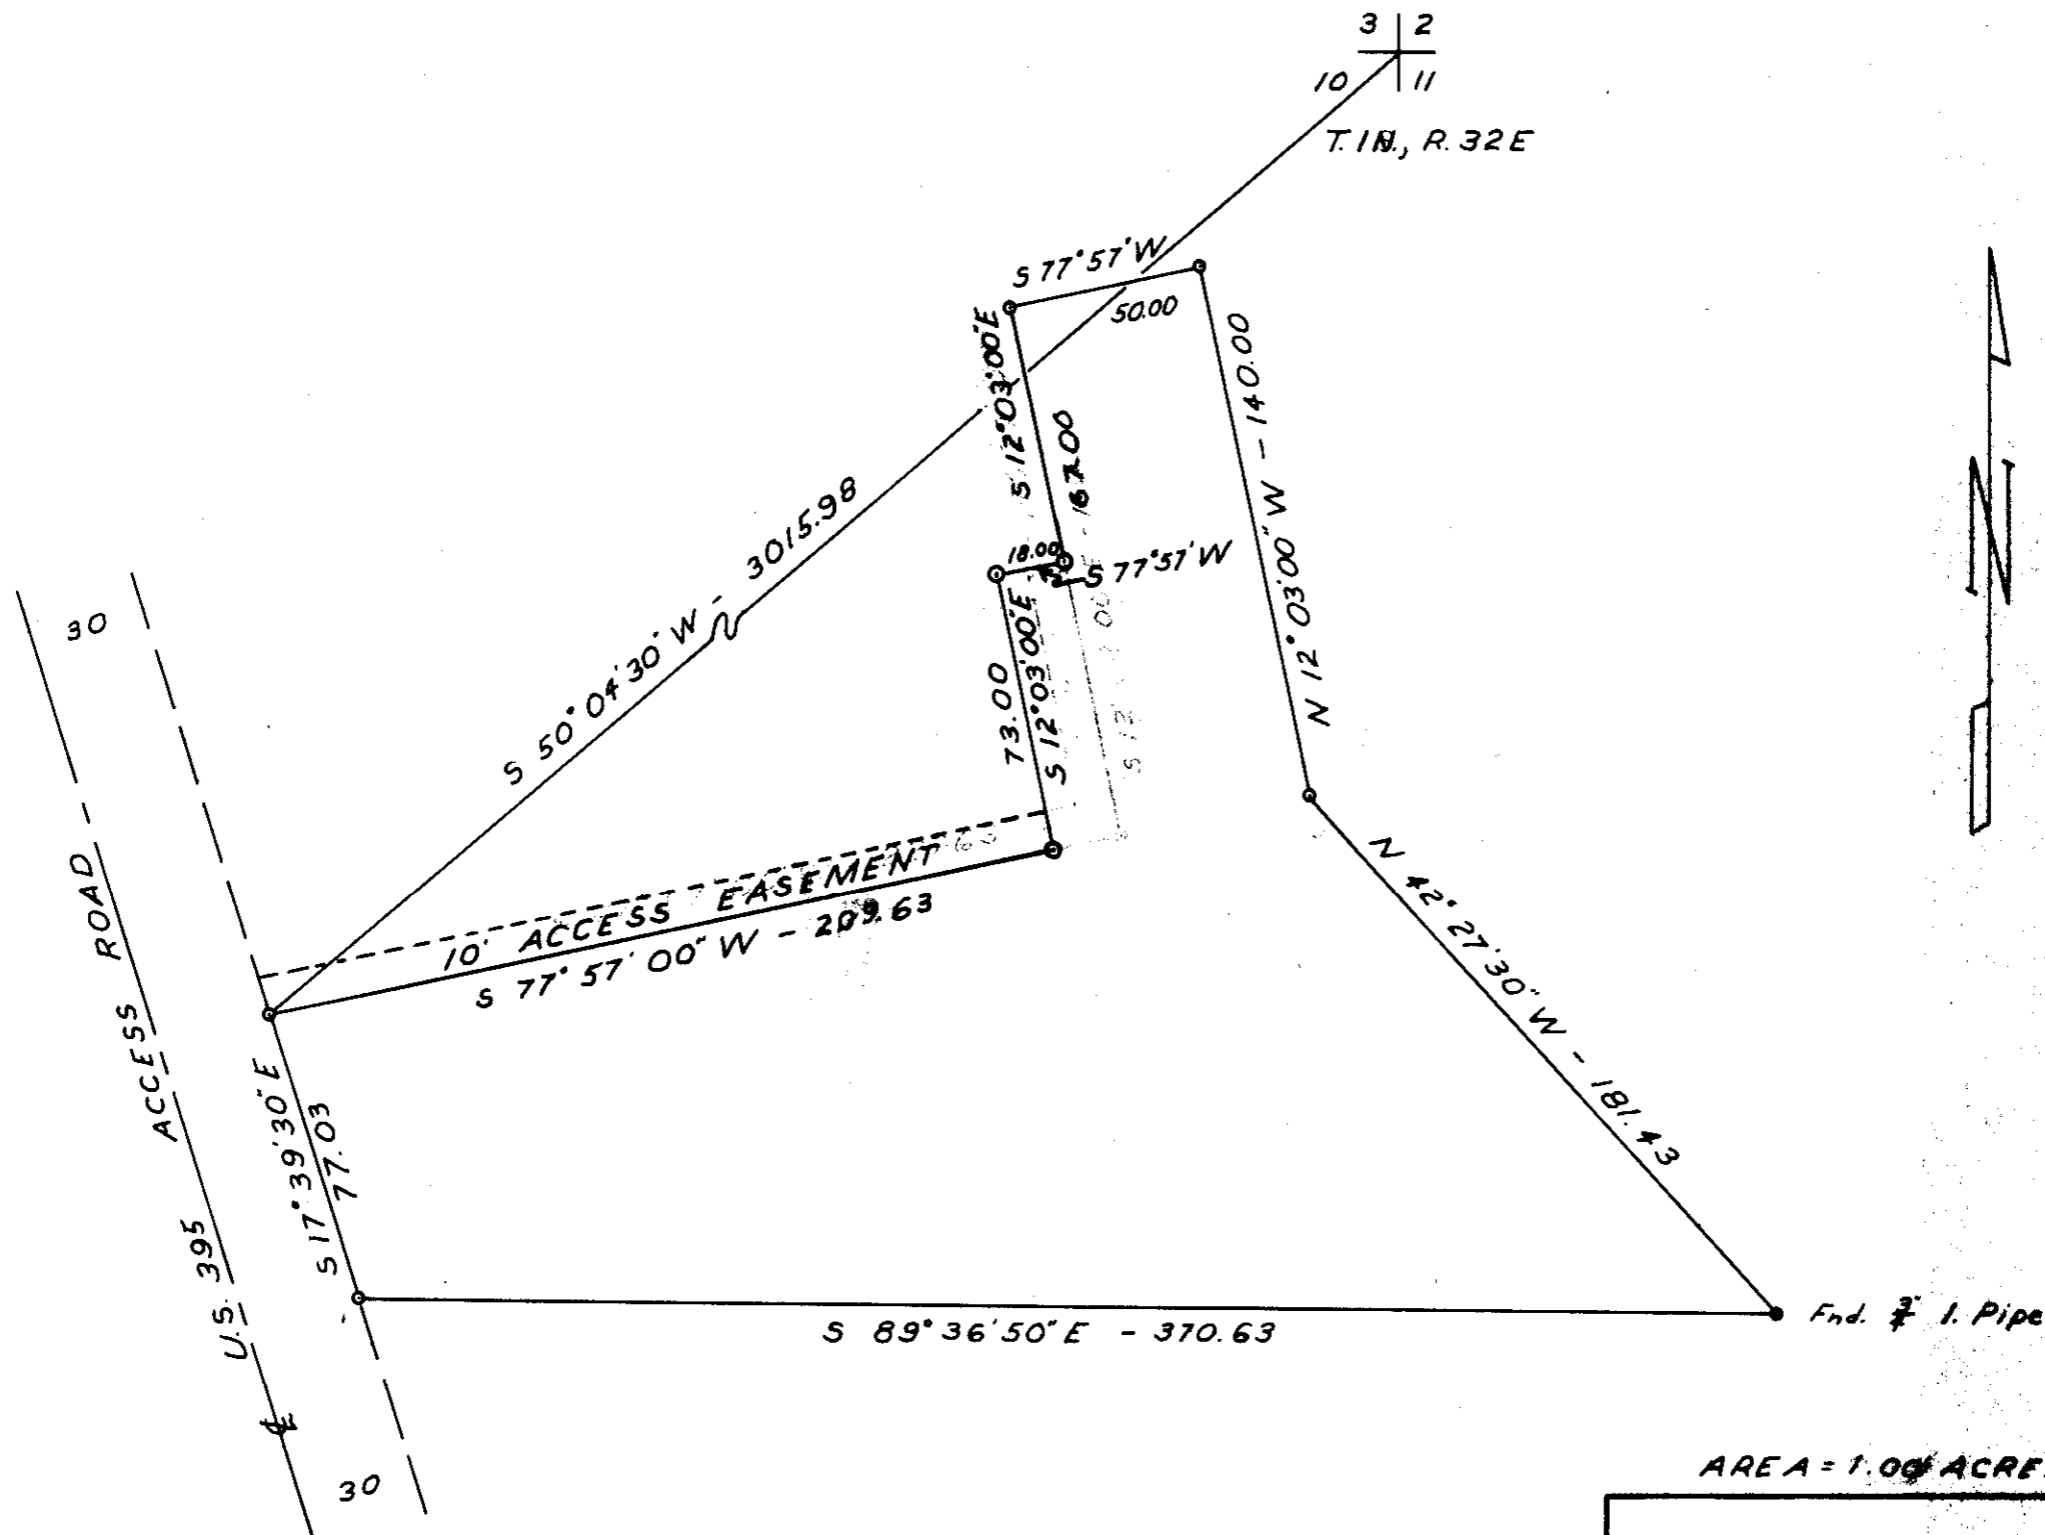 3 2
10 11
T.1N., R.32E
S 77°57'W
50.00
S 12°03'00"E
N 12°03'00"W - 140.00
S 50°04'30"W - 3015.98
18.00
S 77°57'W
73.00
S 12°03'00"E
30
10' ACCESS EASEMENT
S 77°57'00"W - 209.63
N 42°27'30"W - 181.43
S 17°39'30"E
77.03
U.S. 395 ACCESS ROAD
S 89°36'50"E - 370.63
Fnd. 3/4" I. Pipe
℄
30
AREA = ACRE